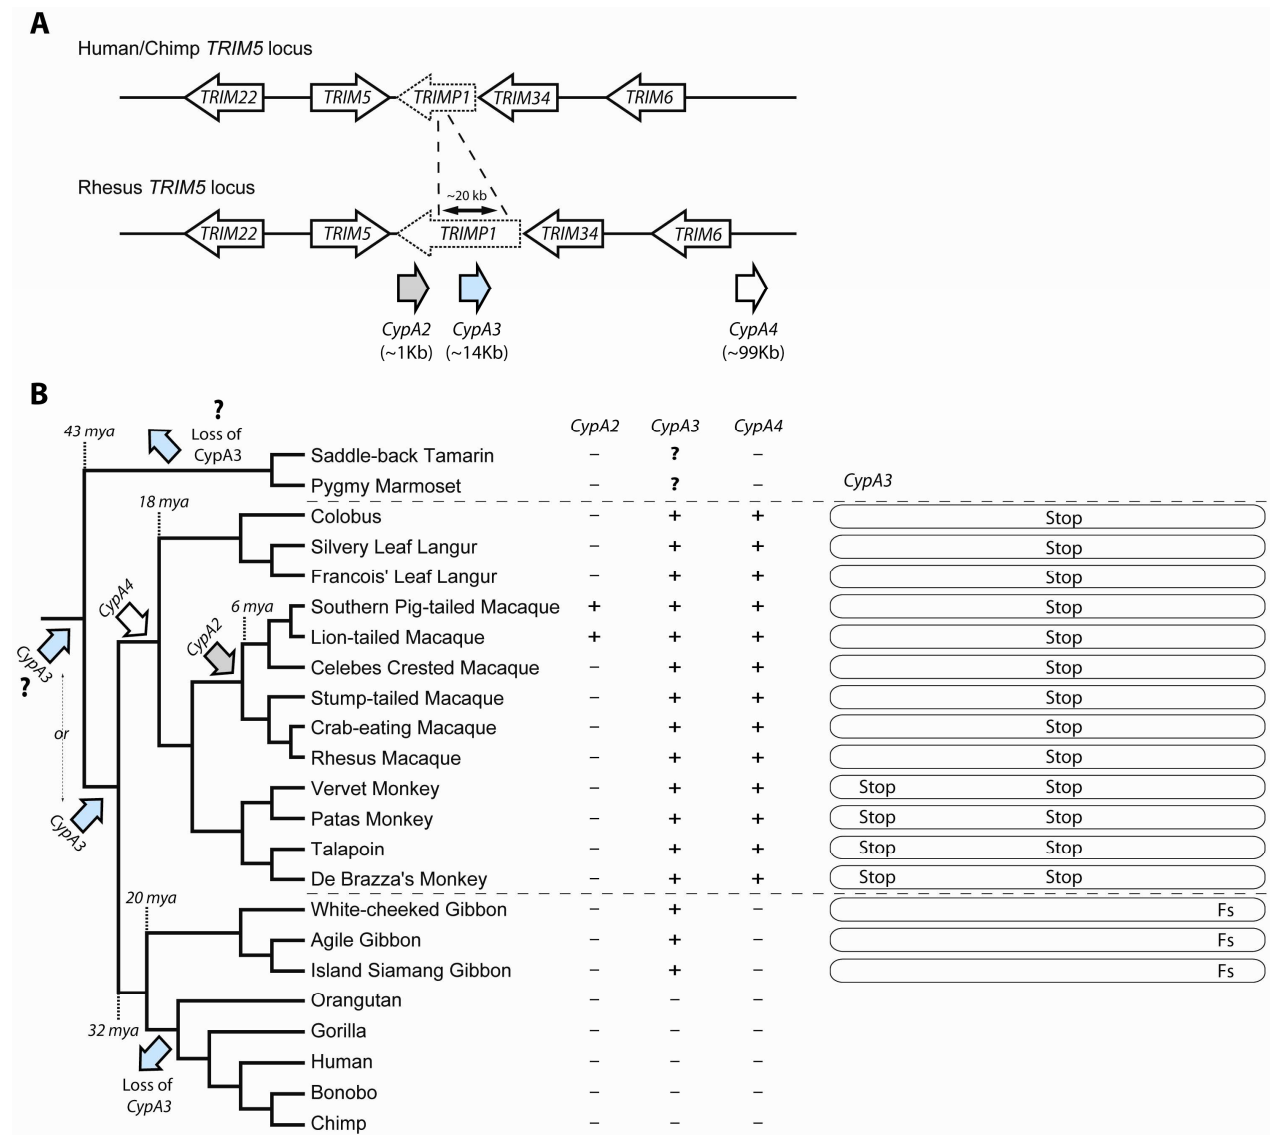 A
Human/Chimp TRIM5 locus
TRIM22 TRIM5 TRIMP1 TRIM34 TRIM6
Rhesus TRIM5 locus
~20 kb
TRIM22 TRIM5 TRIMP1 TRIM34 TRIM6
CypA2 CypA3 CypA4
(~1Kb) (~14Kb) (~99Kb)
B
?
43 mya Loss of
CypA3
CypA2 CypA3 CypA4
Saddle-back Tamarin – ? –
Pygmy Marmoset – ? –
CypA3
18 mya
Colobus – + + Stop
Silvery Leaf Langur – + + Stop
Francois' Leaf Langur – + + Stop
CypA4
6 mya
Southern Pig-tailed Macaque + + + Stop
CypA2
Lion-tailed Macaque + + + Stop
CypA3
?
Celebes Crested Macaque – + + Stop
Stump-tailed Macaque – + + Stop
or
Crab-eating Macaque – + + Stop
Rhesus Macaque – + + Stop
Vervet Monkey – + + Stop Stop
CypA3
Patas Monkey – + + Stop Stop
Talapoin – + + Stop Stop
De Brazza's Monkey – + + Stop Stop
20 mya
White-cheeked Gibbon – + – Fs
Agile Gibbon – + – Fs
Island Siamang Gibbon – + – Fs
Orangutan – – –
32 mya
Gorilla – – –
Human – – –
Loss of
CypA3
Bonobo – – –
Chimp – – –